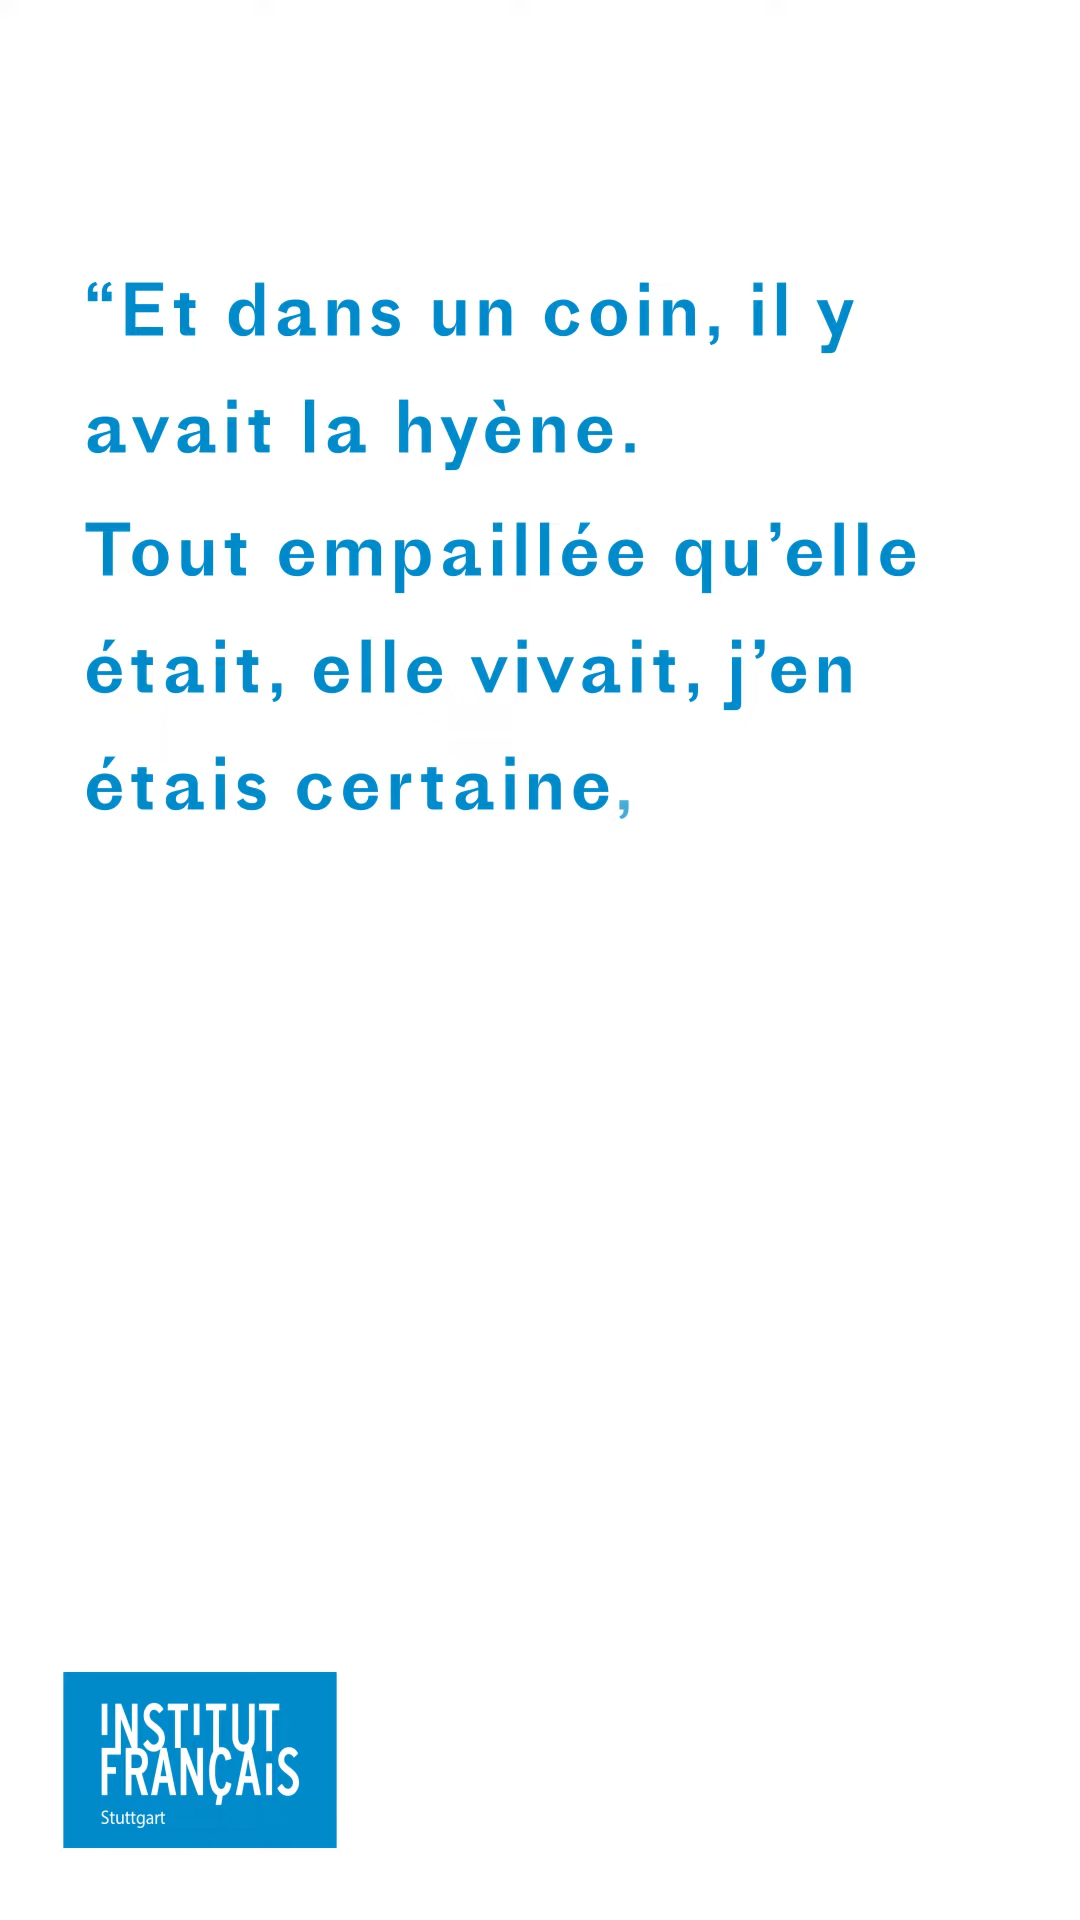 “Et dans un coin, il y
avait la hyène.
Tout empaillée qu’elle
était, elle vivait, j’en
étais certaine,
INSTITUT
FRANÇAIS
Stuttgart